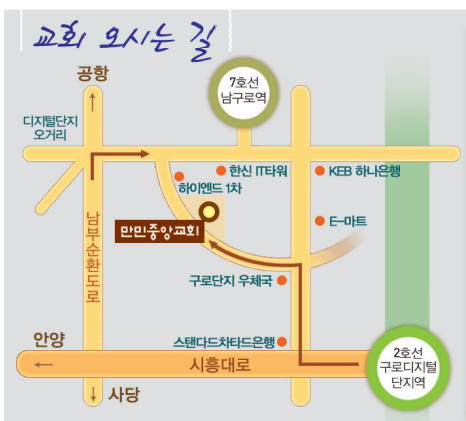 교회 오시는 길
공항
7호선
남구로역
디지털단지
오거리
한신 IT타워
KEB 하나은행
하이엔드 1차
만민중앙교회
E-마트
남부순환도로
구로단지 우체국
스탠다드차타드은행
안양
시흥대로
2호선
구로디지털
단지역
사당